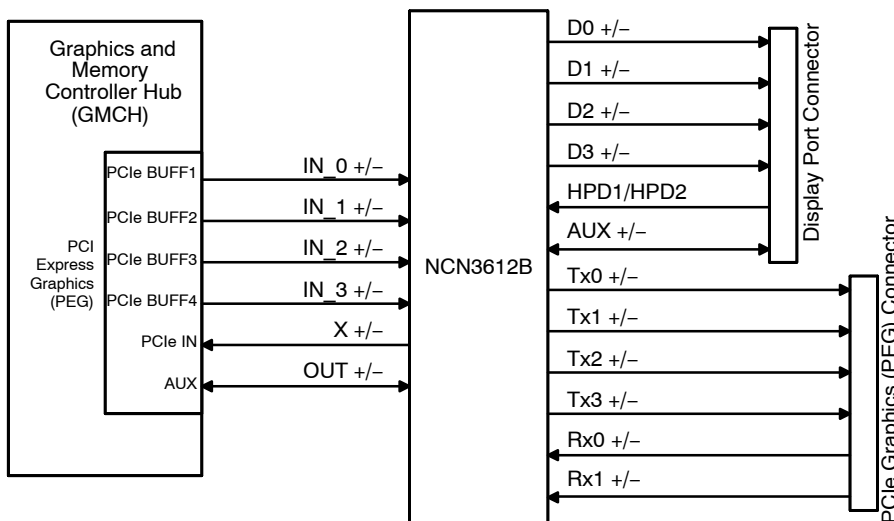 Graphics and
Memory
Controller Hub
(GMCH)
PCI
Express
Graphics
(PEG)
PCIe BUFF1
PCIe BUFF2
PCIe BUFF3
PCIe BUFF4
PCIe IN
AUX
IN_0 +/−
IN_1 +/−
IN_2 +/−
IN_3 +/−
X +/−
OUT +/−
NCN3612B
D0 +/−
D1 +/−
D2 +/−
D3 +/−
HPD1/HPD2
AUX +/−
Tx0 +/−
Tx1 +/−
Tx2 +/−
Tx3 +/−
Rx0 +/−
Rx1 +/−
Display Port Connector
PCIe Graphics (PEG) Connector